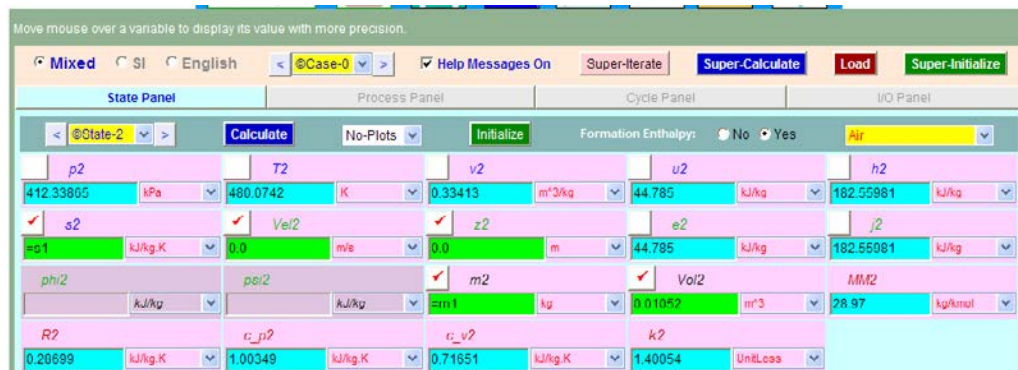 Move mouse over a variable to display its value with more precision.
Mixed SI English < ©Case-0 > Help Messages On Super-Iterate Super-Calculate Load Super-Initialize
State Panel Process Panel Cycle Panel I/O Panel
< ©State-2 > Calculate No-Plots Initialize Formation Enthalpy: No Yes Air
p2 T2 v2 u2 h2
412.33865 kPa 480.0742 K 0.33413 m^3/kg 44.785 kJ/kg 182.55981 kJ/kg
s2 Vel2 z2 e2 j2
=s1 kJ/kg.K 0.0 m/s 0.0 m 44.785 kJ/kg 182.55981 kJ/kg
phi2 psi2 m2 Vol2 MM2
kJ/kg kJ/kg =m1 kg 0.01052 m^3 28.97 kg/kmol
R2 c_p2 c_v2 k2
0.28699 kJ/kg.K 1.00349 kJ/kg.K 0.71651 kJ/kg.K 1.40054 UnitLess